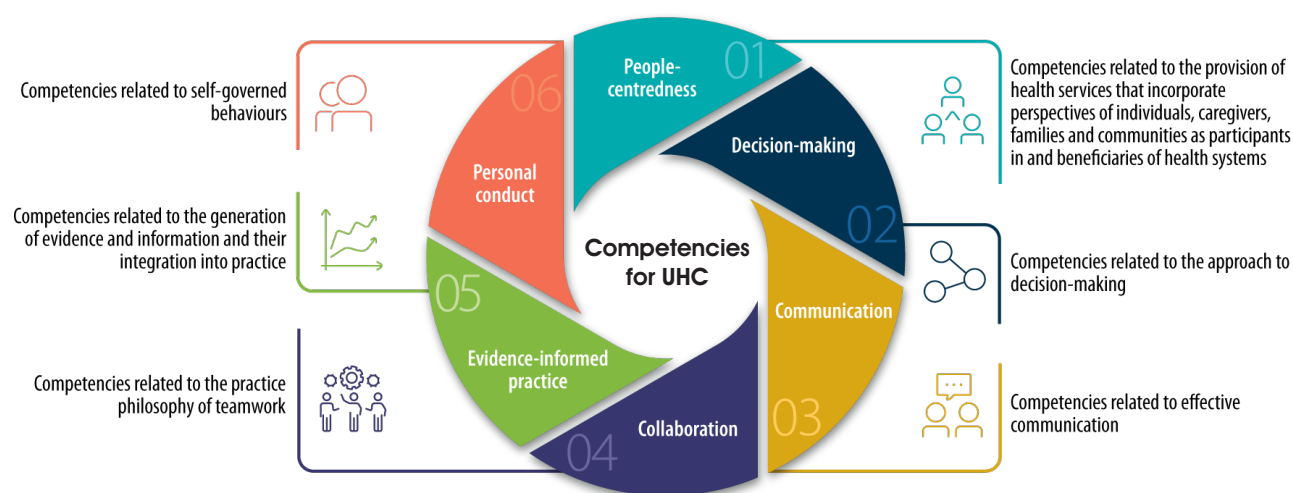 01
People-
centredness
Competencies related to the provision of
health services that incorporate
perspectives of individuals, caregivers,
families and communities as participants
in and beneficiaries of health systems
Decision-making
02
Competencies related to the approach to
decision-making
Communication
03
Competencies related to effective
communication
Collaboration
04
Competencies related to the practice
philosophy of teamwork
Evidence-informed
practice
05
Competencies related to the generation
of evidence and information and their
integration into practice
Personal
conduct
06
Competencies related to self-governed
behaviours
Competencies
for UHC